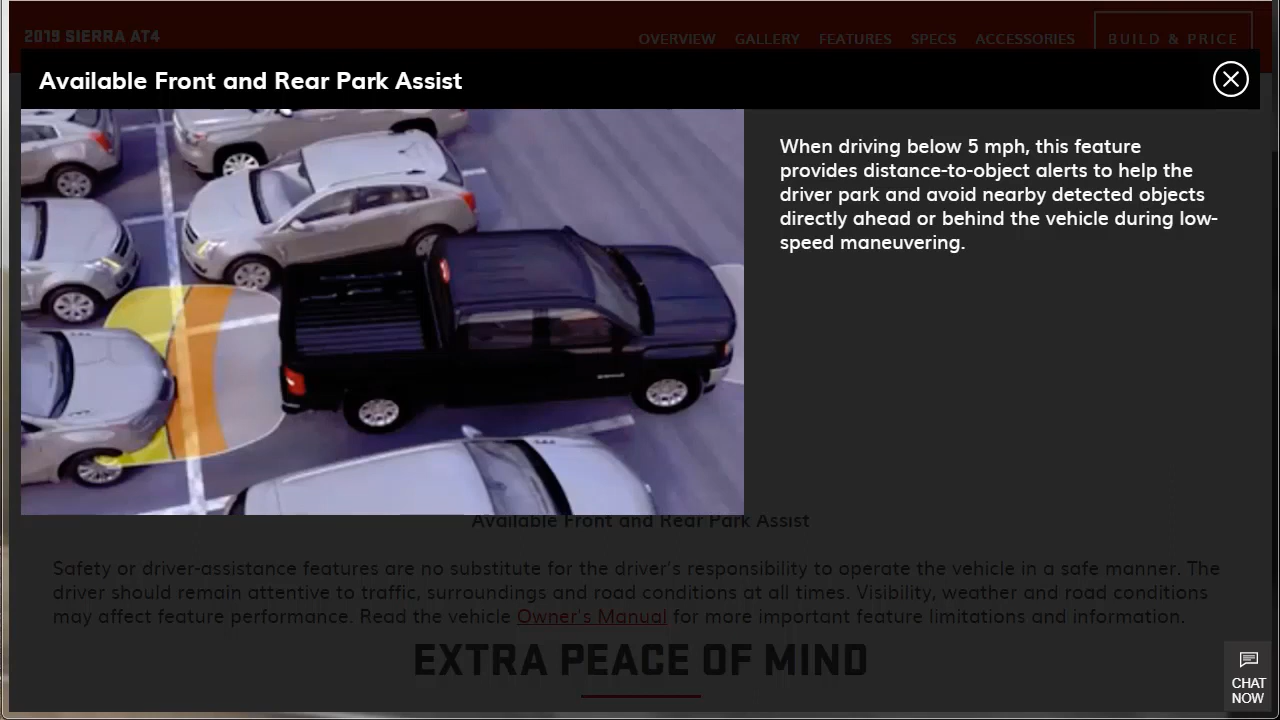 2019 SIERRA AT4
OVERVIEW GALLERY FEATURES SPECS ACCESSORIES BUILD & PRICE
Available Front and Rear Park Assist
When driving below 5 mph, this feature
provides distance-to-object alerts to help the
driver park and avoid nearby detected objects
directly ahead or behind the vehicle during low-
speed maneuvering.
Available Front and Rear Park Assist
Safety or driver-assistance features are no substitute for the driver's responsibility to operate the vehicle in a safe manner. The
driver should remain attentive to traffic, surroundings and road conditions at all times. Visibility, weather and road conditions
may affect feature performance. Read the vehicle Owner's Manual for more important feature limitations and information.
EXTRA PEACE OF MIND
CHAT
NOW